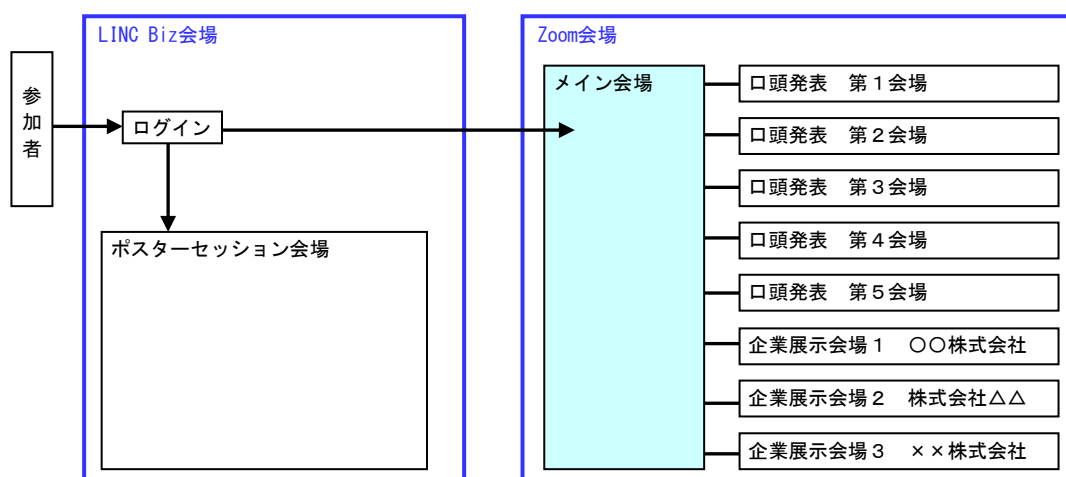 LINC Biz会場
Zoom会場
参加者
ログイン
ポスターセッション会場
メイン会場
口頭発表　第１会場
口頭発表　第２会場
口頭発表　第３会場
口頭発表　第４会場
口頭発表　第５会場
企業展示会場１　○○株式会社
企業展示会場２　株式会社△△
企業展示会場３　××株式会社